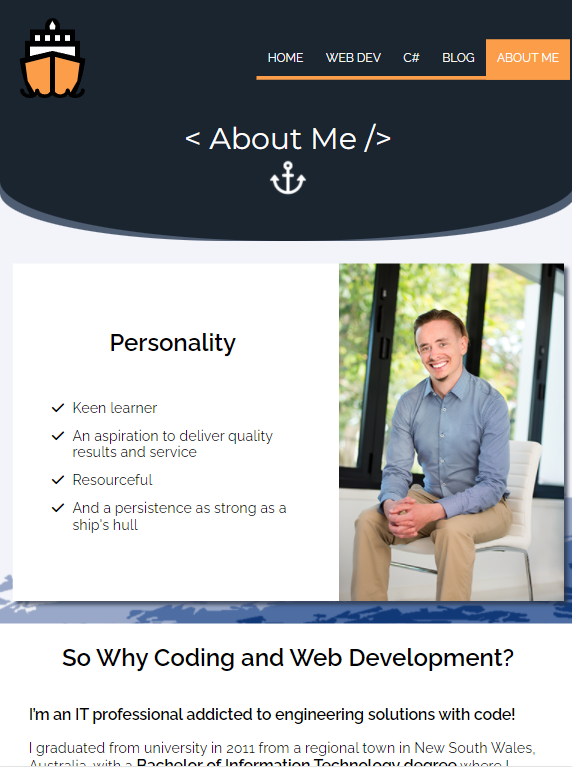 HOME WEB DEV C# BLOG ABOUT ME
< About Me />
Personality
Keen learner
An aspiration to deliver quality
results and service
Resourceful
And a persistence as strong as a
ship's hull
So Why Coding and Web Development?
I'm an IT professional addicted to engineering solutions with code!
I graduated from university in 2011 from a regional town in New South Wales,
Australia, with a Bachelor of Information Technology degree where I